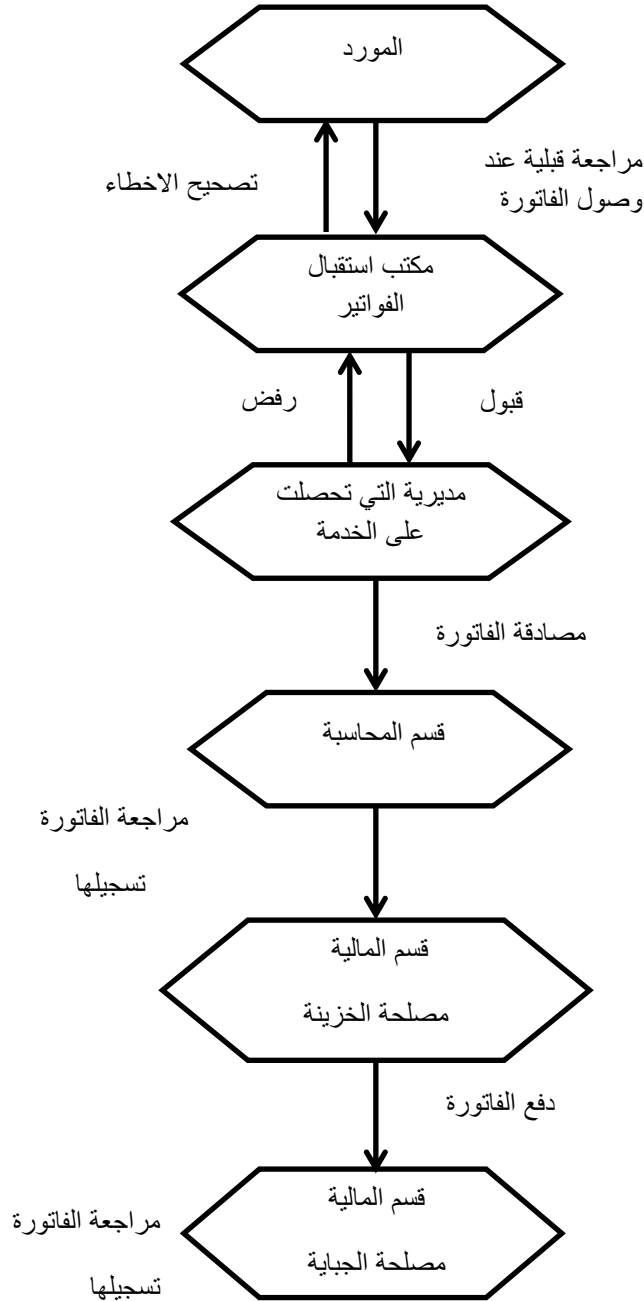 المورد
مراجعة قبلية عند
وصول الفاتورة
تصحيح الاخطاء
مكتب استقبال
الفواتير
قبول
رفض
مديرية التي تحصلت
على الخدمة
مصادقة الفاتورة
قسم المحاسبة
مراجعة الفاتورة
تسجيلها
قسم المالية
مصلحة الخزينة
دفع الفاتورة
قسم المالية
مصلحة الجباية
مراجعة الفاتورة
تسجيلها